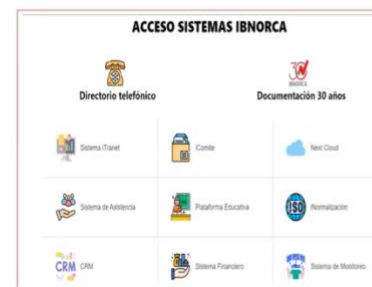 ACCESO SISTEMAS IBNORCA
Directorio telefónico
Documentación 30 años
Sistema ITranet
iComite
Next Cloud
Sistema de Asistencia
Plataforma Educativa
ISO
iNormalización
CRM CRM
Sistema Financiero
Sistema de Monitoreo